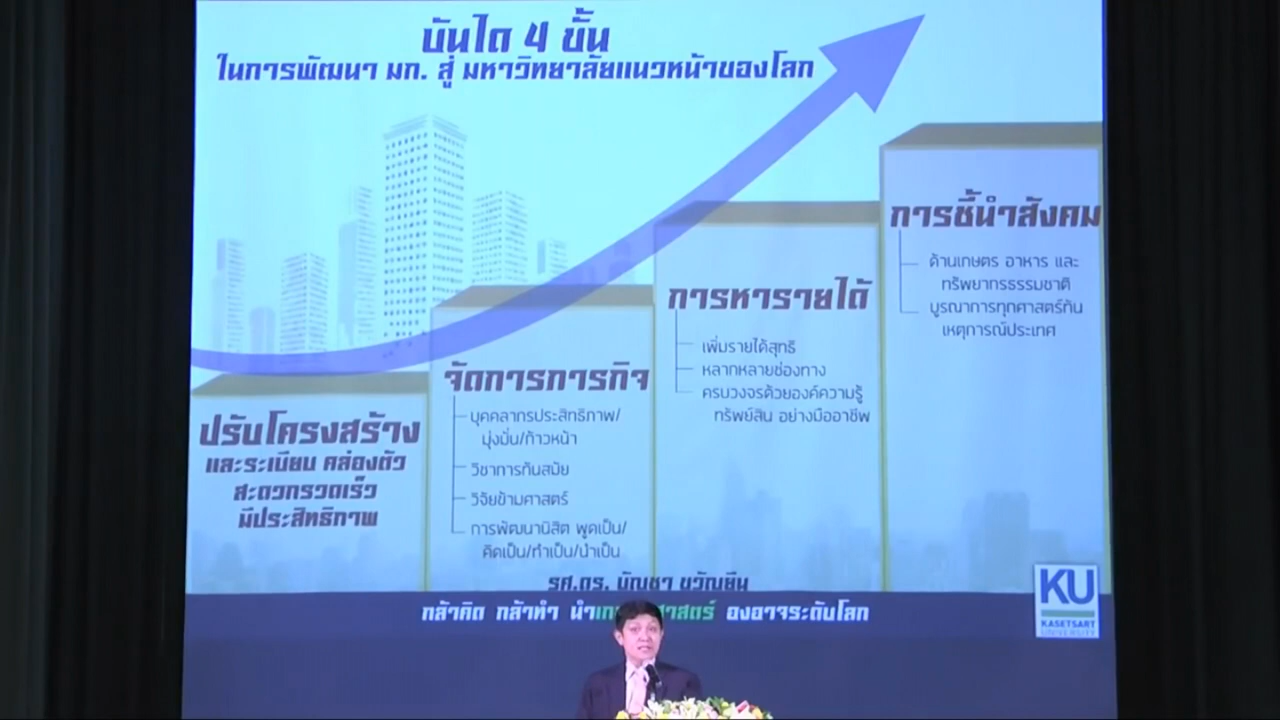 บันได 4 ขั้น
ในการพัฒนา มก. สู่ มหาวิทยาลัยแนวหน้าของโลก
ปรับโครงสร้าง
และระเบียบ คล่องตัว
สะดวกรวดเร็ว
มีประสิทธิภาพ
จัดการภารกิจ
บุคคลากรประสิทธิภาพ/
มุ่งมั่น/ก้าวหน้า
วิชาการทันสมัย
วิจัยข้ามศาสตร์
การพัฒนานิสิต พูดเป็น/
คิดเป็น/ทำเป็น/นำเป็น
การหารายได้
เพิ่มรายได้สุทธิ
หลากหลายช่องทาง
ครบวงจรด้วยองค์ความรู้
ทรัพย์สิน อย่างมืออาชีพ
การชี้นำสังคม
ด้านเกษตร อาหาร และ
ทรัพยากรธรรมชาติ
บูรณาการทุกศาสตร์ทัน
เหตุการณ์ประเทศ
รศ.ดร. บัญชา ขวัญยืน
กล้าคิด กล้าทำ นำ องอาจระดับโลก
KU
KASETSART
UNIVERSITY